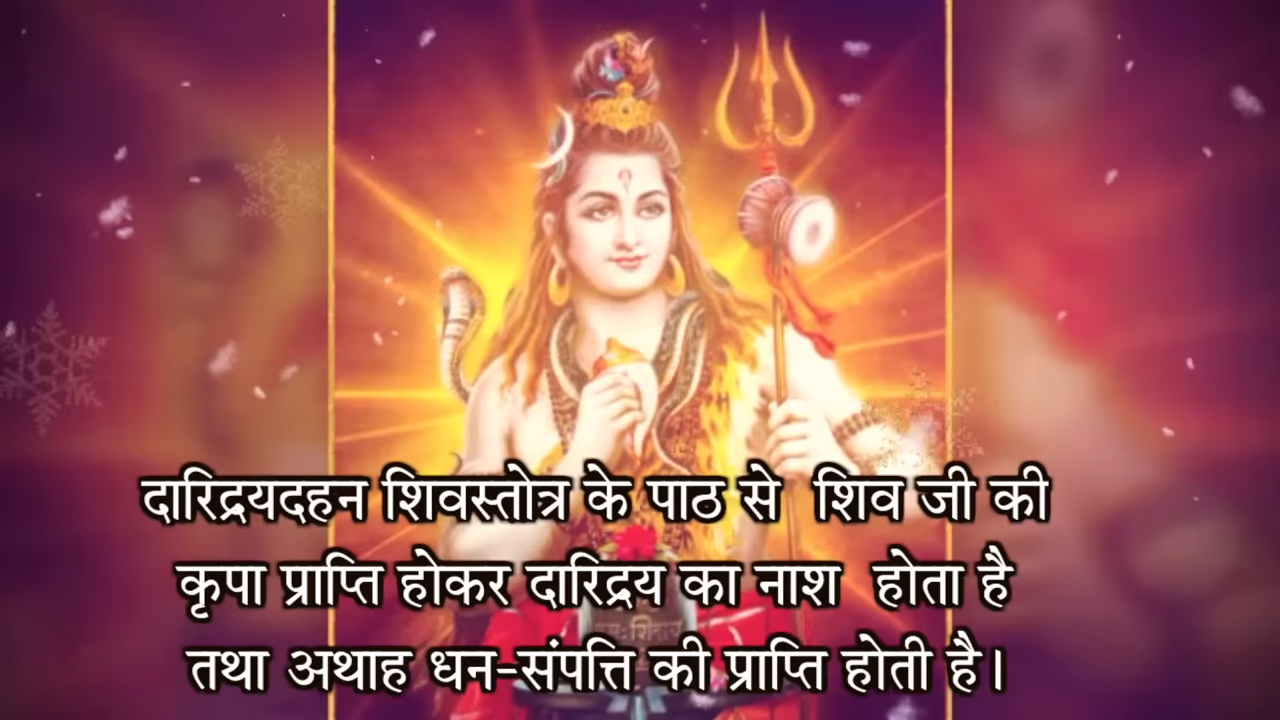 दारिद्रयदहन शिवस्तोत्र के पाठ से शिव जी की
कृपा प्राप्ति होकर दारिद्रय का नाश होता है
तथा अथाह धन-संपत्ति की प्राप्ति होती है।